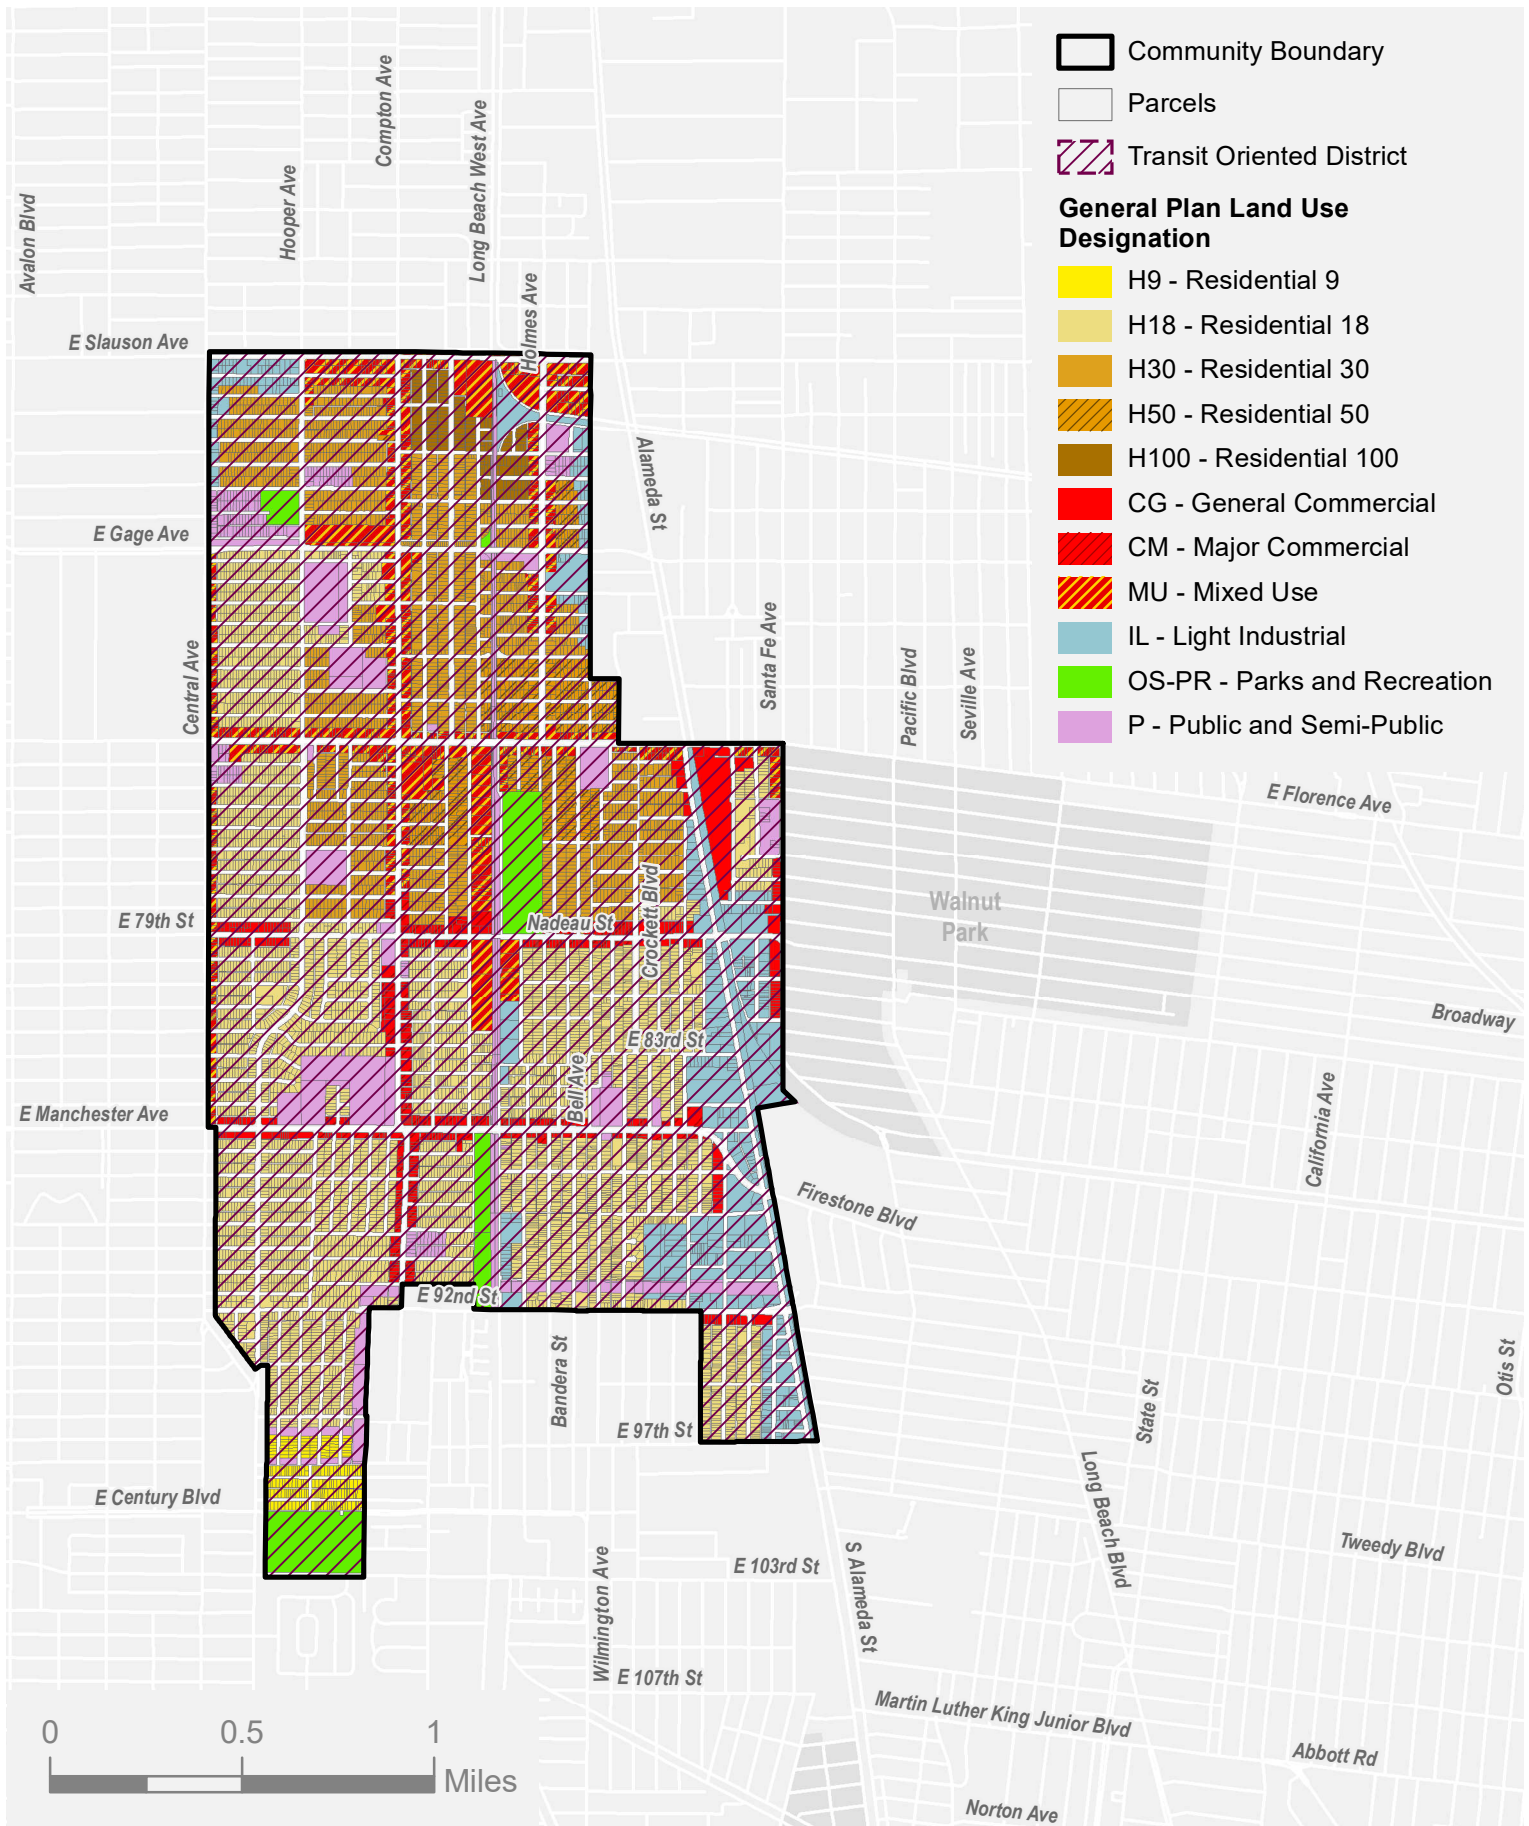 Community Boundary
Parcels
Transit Oriented District
General Plan Land Use
Designation
H9 - Residential 9
H18 - Residential 18
H30 - Residential 30
H50 - Residential 50
H100 - Residential 100
CG - General Commercial
CM - Major Commercial
MU - Mixed Use
IL - Light Industrial
OS-PR - Parks and Recreation
P - Public and Semi-Public
Avalon Blvd
Hooper Ave
Compton Ave
Long Beach West Ave
Holmes Ave
E Slauson Ave
Alameda St
E Gage Ave
Central Ave
Santa Fe Ave
Pacific Blvd
Seville Ave
E Florence Ave
Walnut
Park
E 79th St
Nadeau St
Crockett Blvd
Broadway
E 83rd St
Bell Ave
E Manchester Ave
California Ave
Firestone Blvd
E 92nd St
Bandera St
E 97th St
State St
Otis St
E Century Blvd
Long Beach Blvd
Tweedy Blvd
Wilmington Ave
E 103rd St
S Alameda St
E 107th St
Martin Luther King Junior Blvd
Abbott Rd
Norton Ave
0 0.5 1
Miles